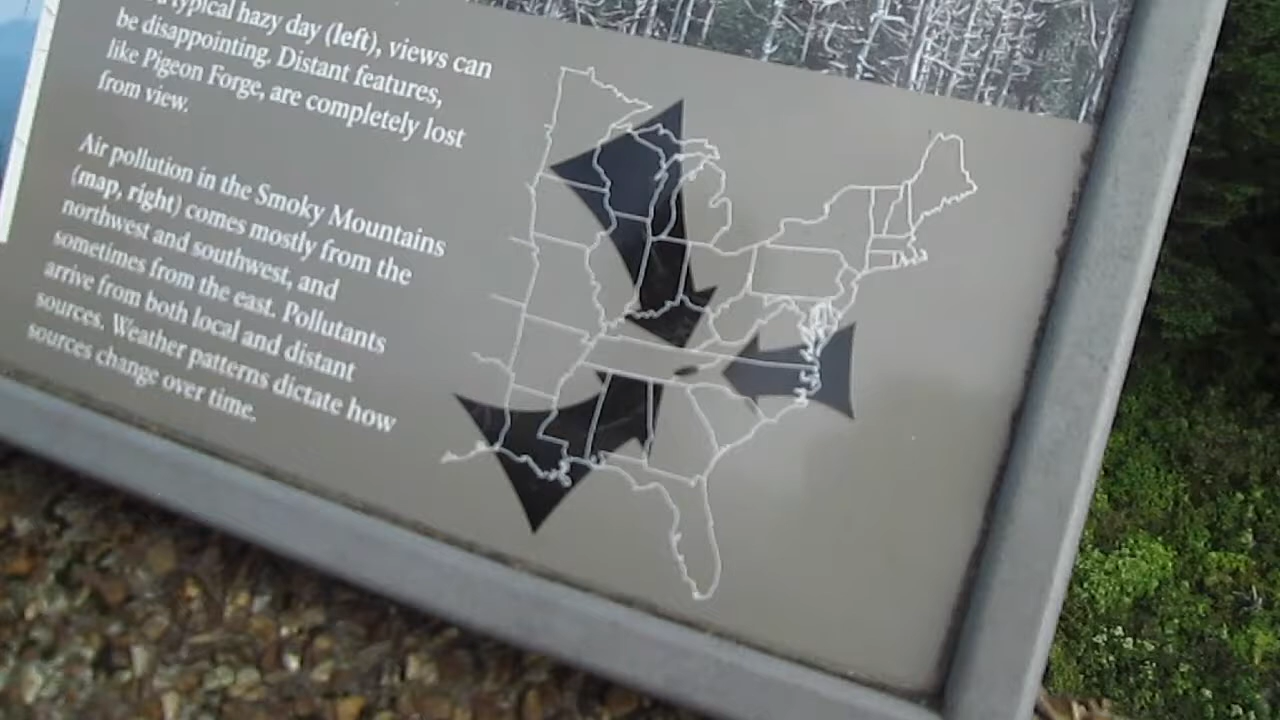 typical hazy day (left), views can
be disappointing. Distant features,
like Pigeon Forge, are completely lost
from view.
Air pollution in the Smoky Mountains
(map, right) comes mostly from the
northwest and southwest, and
sometimes from the east. Pollutants
arrive from both local and distant
sources. Weather patterns dictate how
sources change over time.